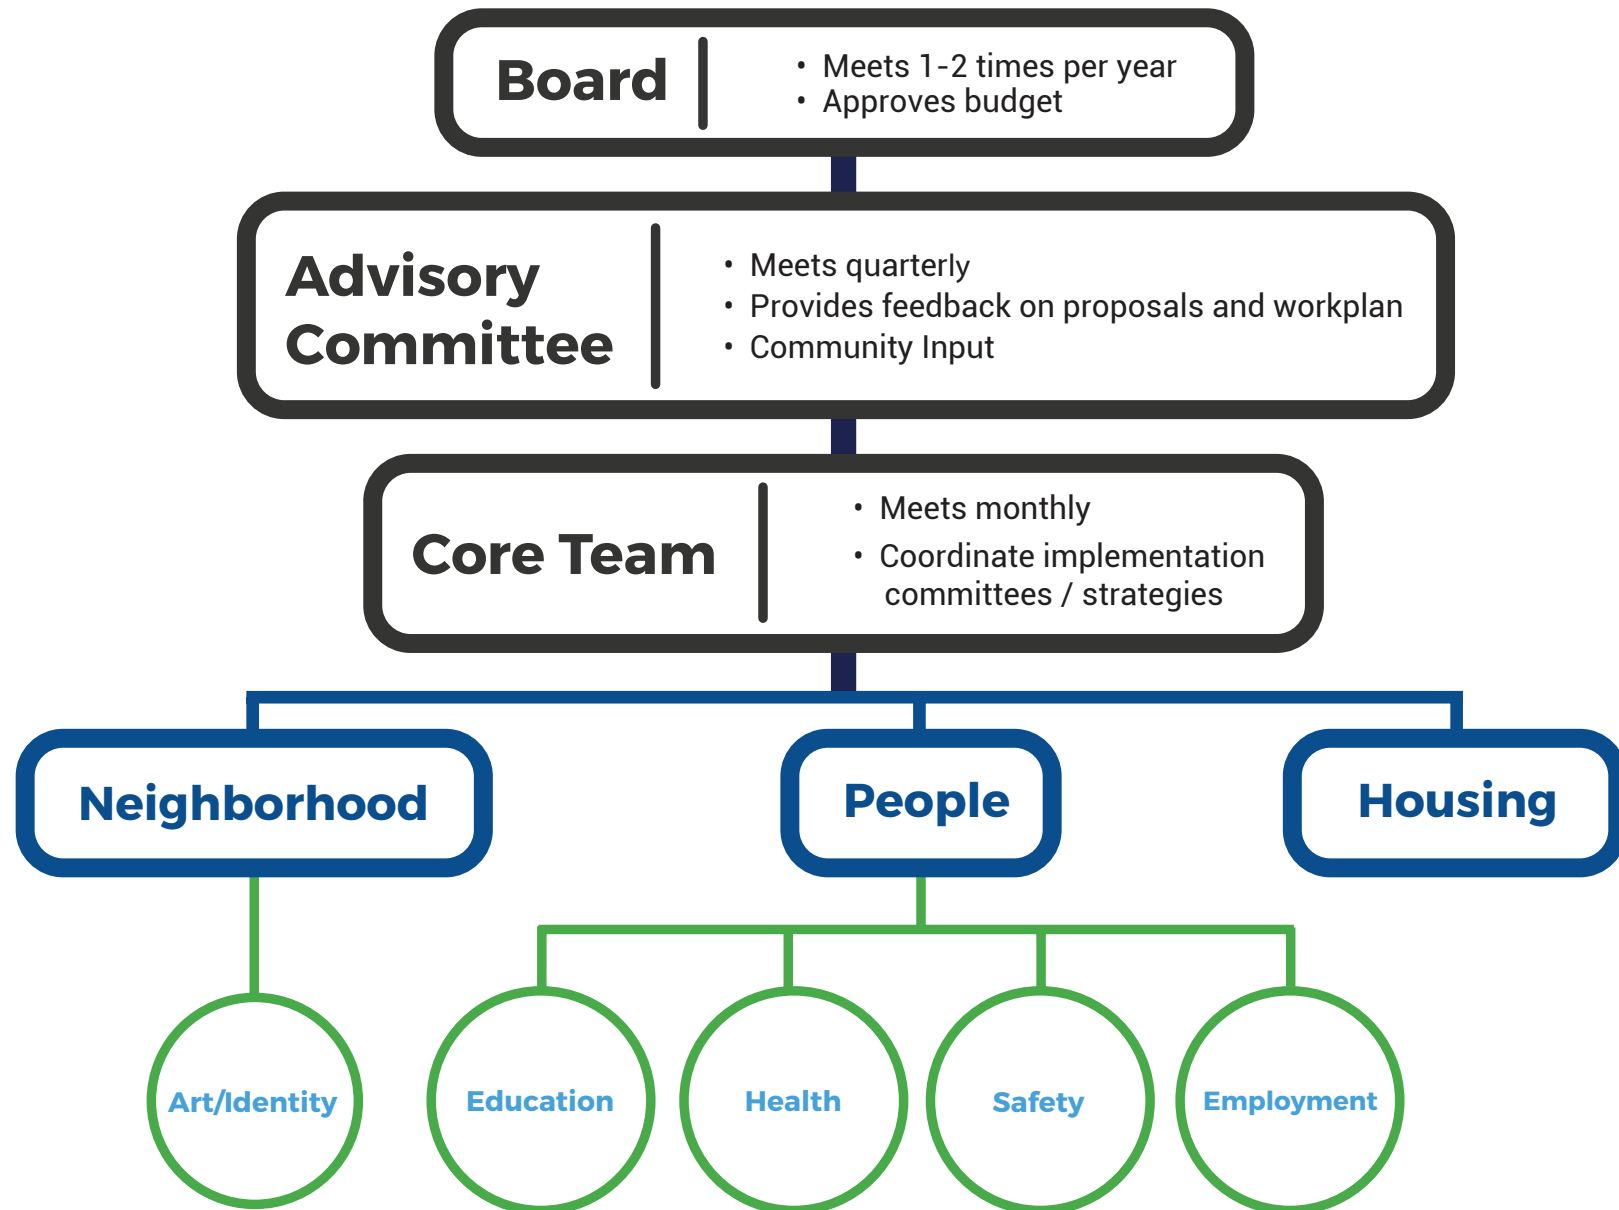 Board
• Meets 1-2 times per year
• Approves budget
Advisory
Committee
• Meets quarterly
• Provides feedback on proposals and workplan
• Community Input
Core Team
• Meets monthly
• Coordinate implementation
committees / strategies
Neighborhood
People
Housing
Art/Identity
Education
Health
Safety
Employment